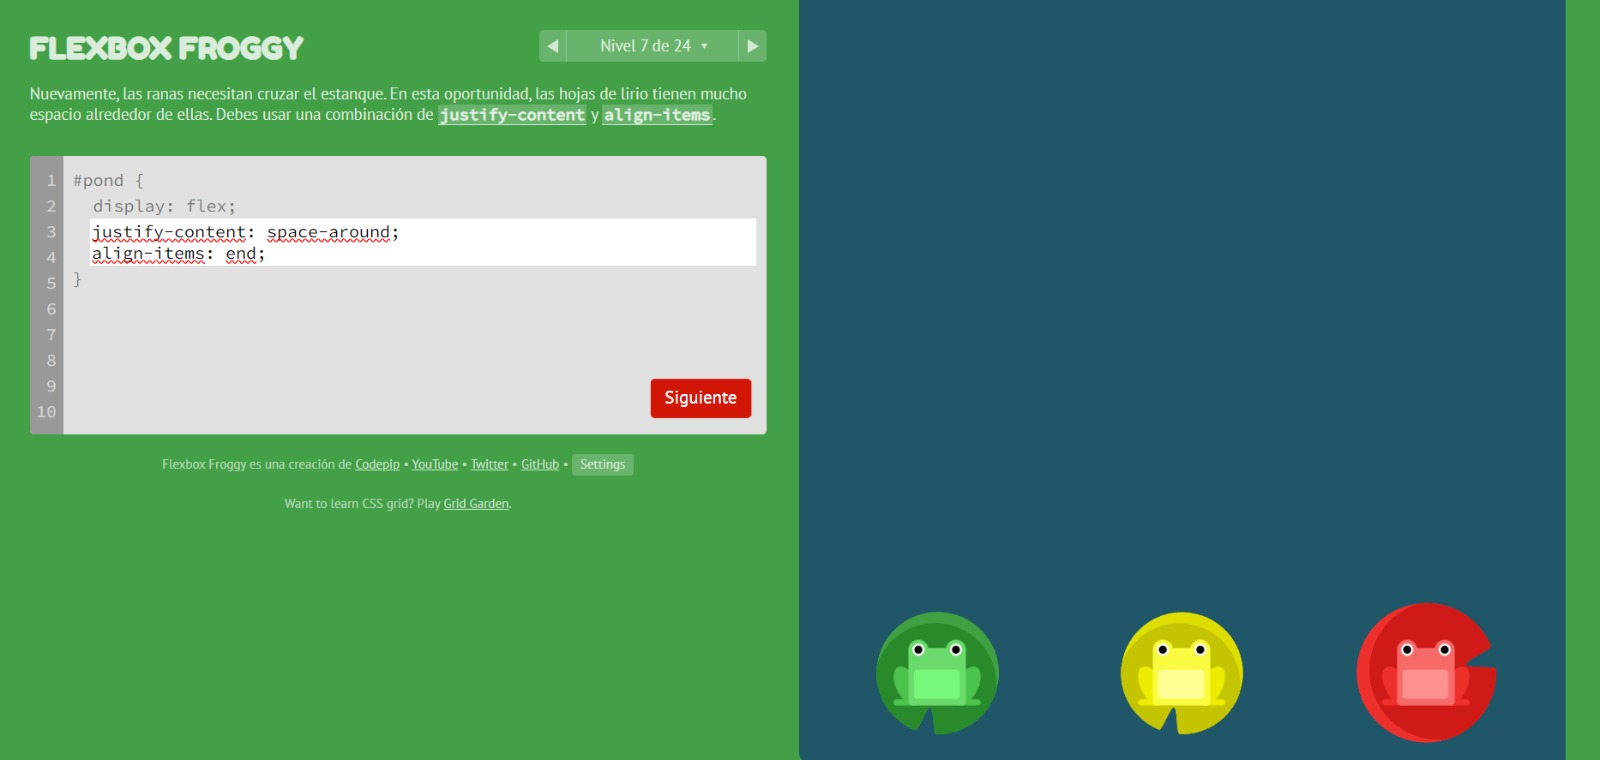 FLEXBOX FROGGY
◀ Nivel 7 de 24 ▼ ▶
Nuevamente, las ranas necesitan cruzar el estanque. En esta oportunidad, las hojas de lirio tienen mucho
espacio alrededor de ellas. Debes usar una combinación de justify-content y align-items.
1 #pond {
2 display: flex;
3 justify-content: space-around;
4 align-items: end;
5 }
6
7
8
9
10
Siguiente
Flexbox Froggy es una creación de Codepip • YouTube • Twitter • GitHub • Settings
Want to learn CSS grid? Play Grid Garden.